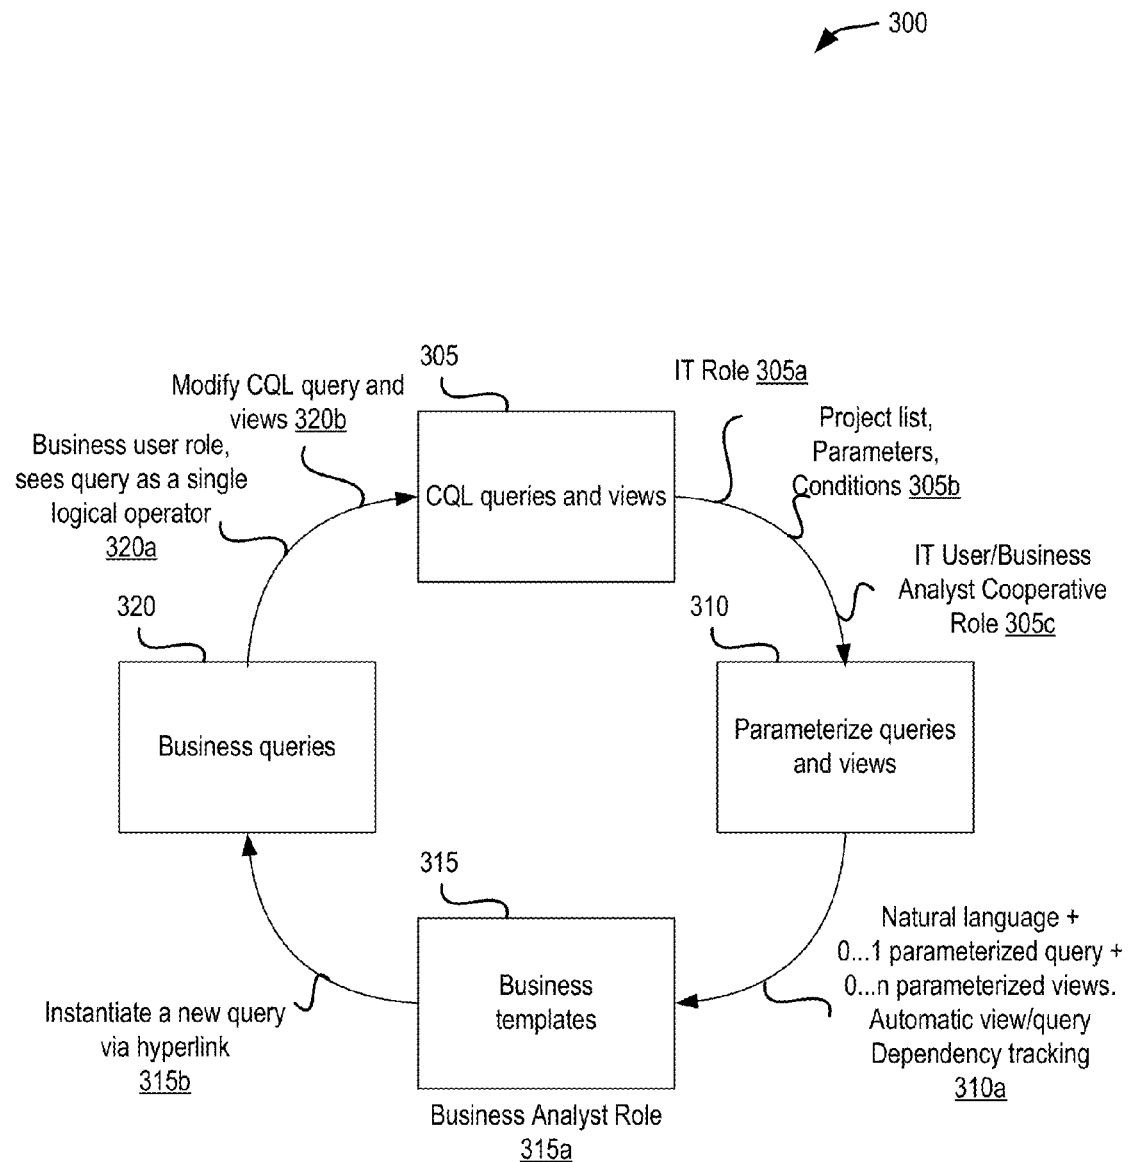 300
305
IT Role 305a
Modify CQL query and
views 320b
Project list,
Parameters,
Conditions 305b
Business user role,
sees query as a single
logical operator
320a
CQL queries and views
IT User/Business
Analyst Cooperative
Role 305c
320
310
Business queries
Parameterize queries
and views
315
Natural language +
0...1 parameterized query +
0...n parameterized views.
Automatic view/query
Dependency tracking
310a
Business
templates
Instantiate a new query
via hyperlink
315b
Business Analyst Role
315a